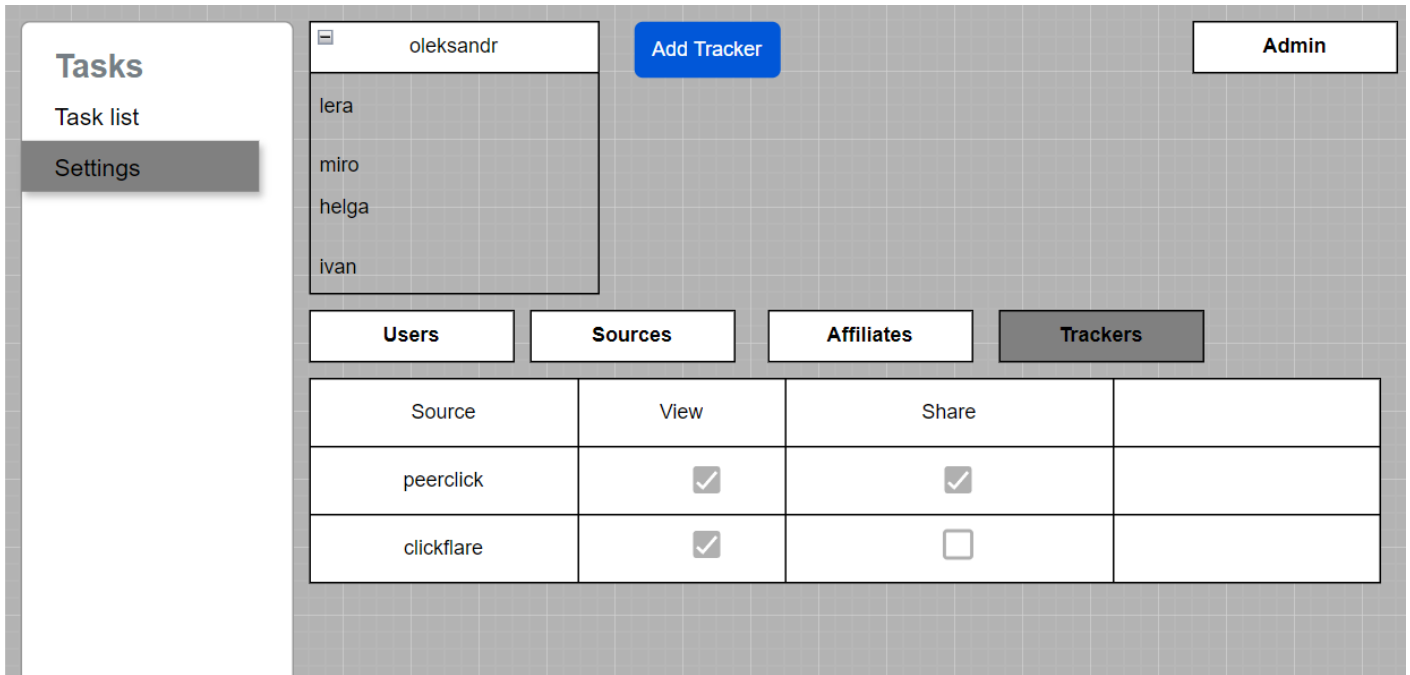 Tasks
Task list
Settings
oleksandr
lera
miro
helga
ivan
Add Tracker
Admin
Users Sources Affiliates Trackers
Source View Share
peerclick
clickflare